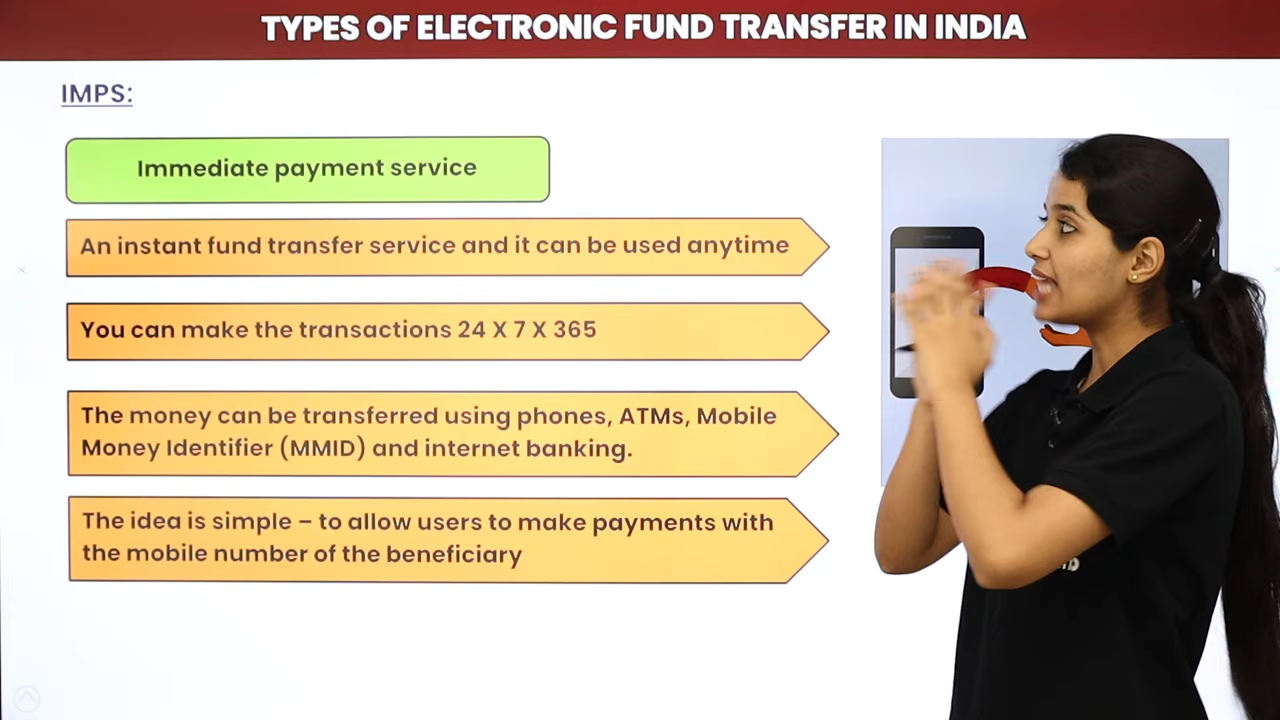 TYPES OF ELECTRONIC FUND TRANSFER IN INDIA
IMPS:
Immediate payment service
An instant fund transfer service and it can be used anytime
You can make the transactions 24 X 7 X 365
The money can be transferred using phones, ATMs, Mobile
Money Identifier (MMID) and internet banking.
The idea is simple – to allow users to make payments with
the mobile number of the beneficiary